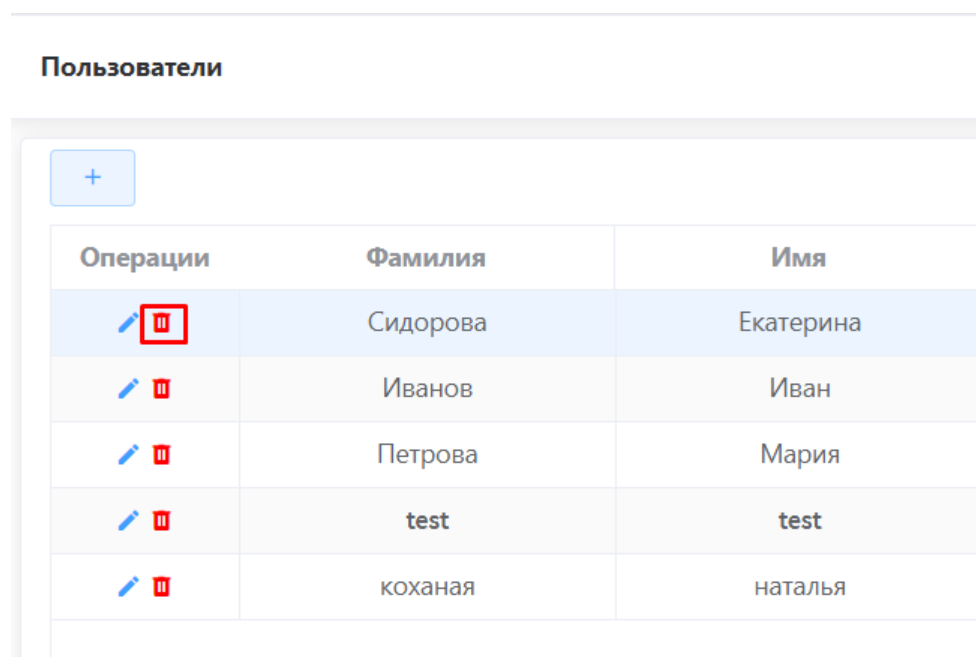 Пользователи
+
Операции Фамилия Имя
Сидорова Екатерина
Иванов Иван
Петрова Мария
test test
коханая наталья